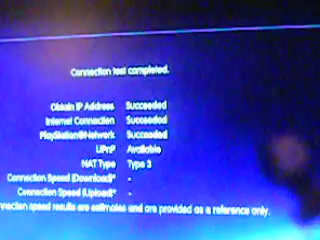 Connection test completed.
Obtain IP Address Succeeded
Internet Connection Succeeded
PlayStation®Network Succeeded
UPnP Available
NAT Type Type 3
Connection Speed (Download)* -
Connection Speed (Upload)* -
nnection speed results are estimates and are provided as a reference only.